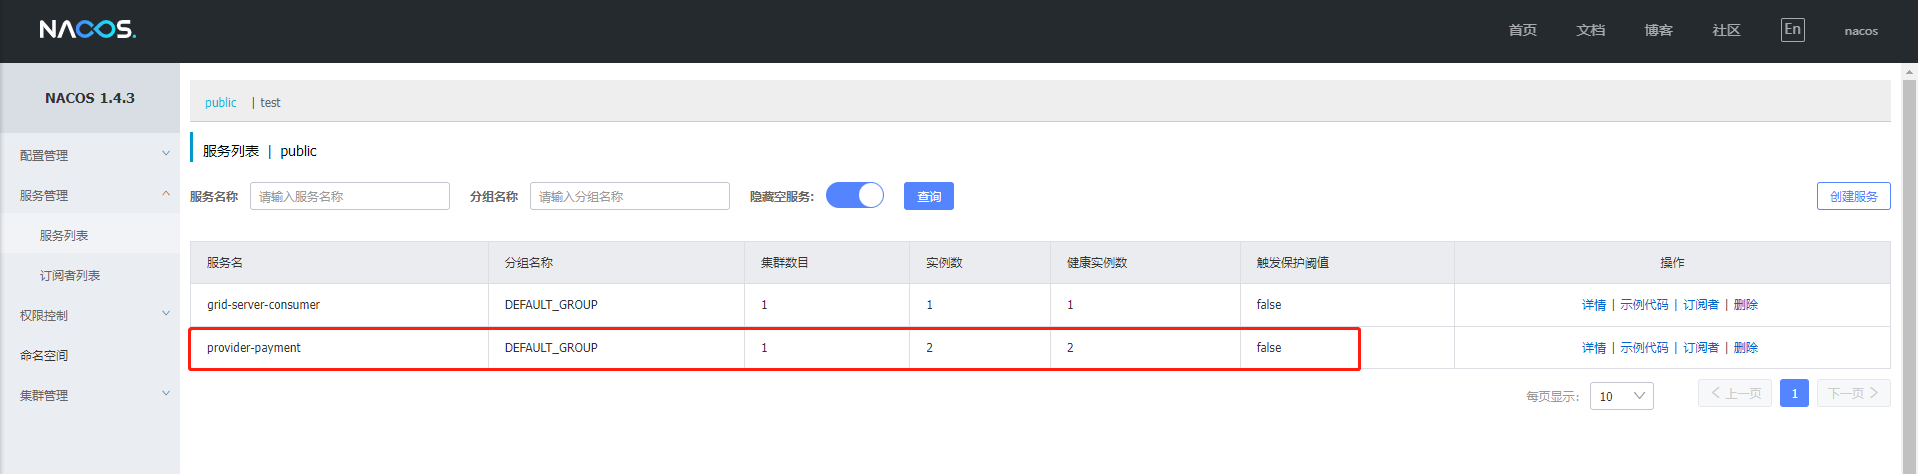 NACOS.
首页 文档 博客 社区 En nacos
NACOS 1.4.3
配置管理
服务管理
服务列表
订阅者列表
权限控制
命名空间
集群管理
public | test
服务列表 | public
服务名称 请输入服务名称 分组名称 请输入分组名称 隐藏空服务: 查询 创建服务
服务名 分组名称 集群数目 实例数 健康实例数 触发保护阈值 操作
grid-server-consumer DEFAULT_GROUP 1 1 1 false 详情 | 示例代码 | 订阅者 | 删除
provider-payment DEFAULT_GROUP 1 2 2 false 详情 | 示例代码 | 订阅者 | 删除
每页显示: 10 上一页 1 下一页